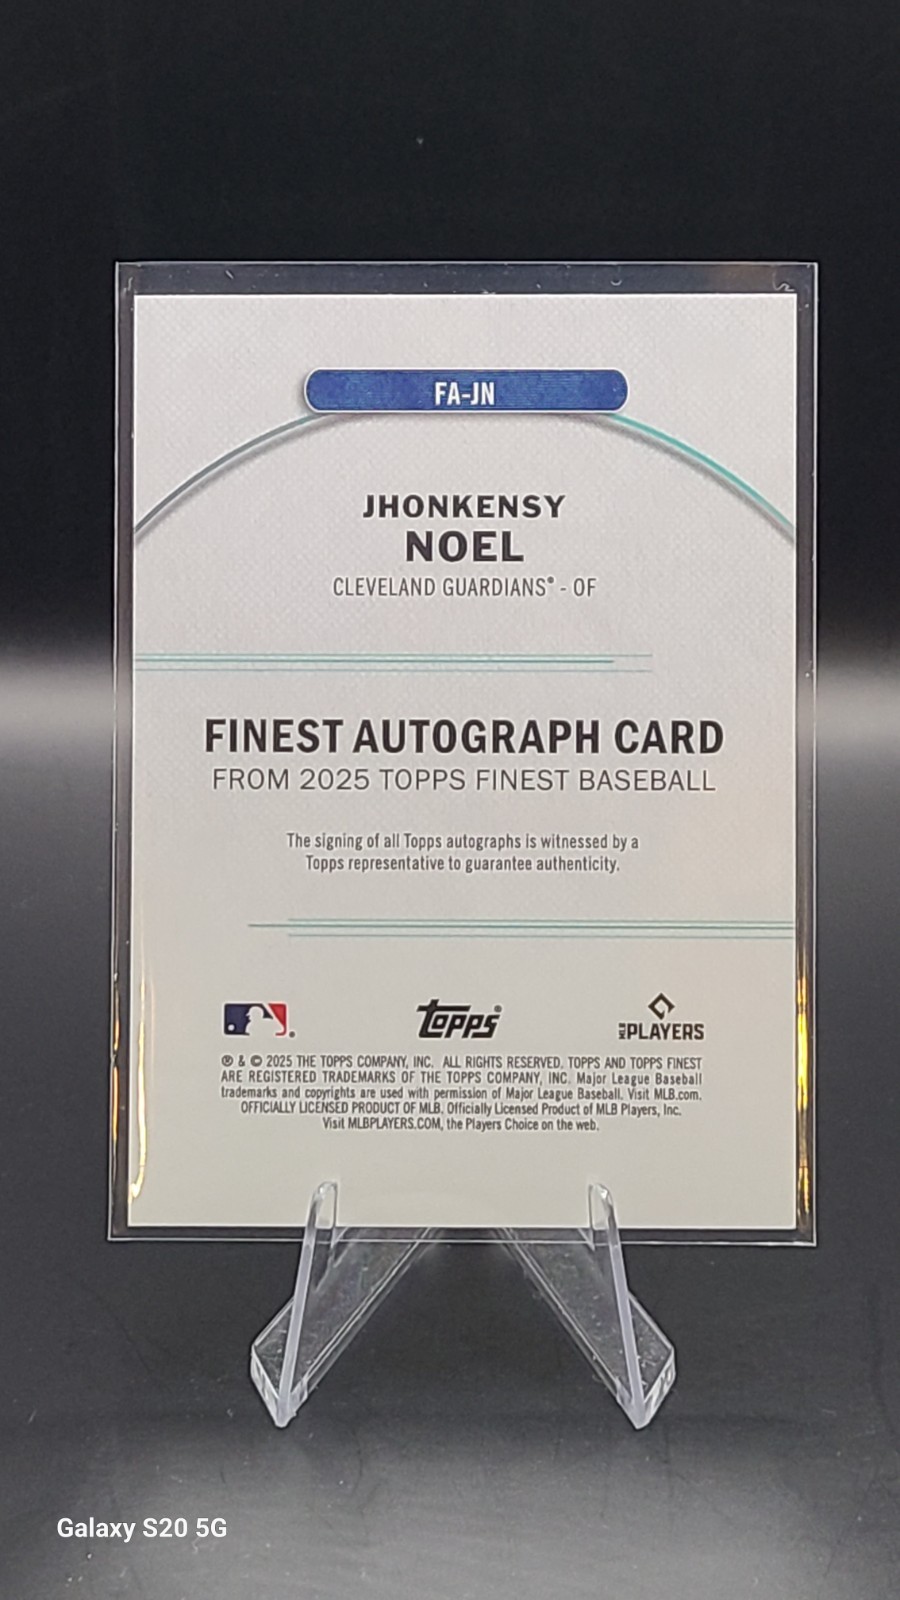 FA-JN
JHONKENSY
NOEL
CLEVELAND GUARDIANS® - OF
FINEST AUTOGRAPH CARD
FROM 2025 TOPPS FINEST BASEBALL
The signing of all Topps autographs is witnessed by a
Topps representative to guarantee authenticity.
topps®
MLB PLAYERS
® & © 2025 THE TOPPS COMPANY, INC. ALL RIGHTS RESERVED. TOPPS AND TOPPS FINEST
ARE REGISTERED TRADEMARKS OF THE TOPPS COMPANY, INC. Major League Baseball
trademarks and copyrights are used with permission of Major League Baseball. Visit MLB.com.
OFFICIALLY LICENSED PRODUCT OF MLB. Officially Licensed Product of MLB Players, Inc.
Visit MLBPLAYERS.COM, the Players Choice on the web.
Galaxy S20 5G